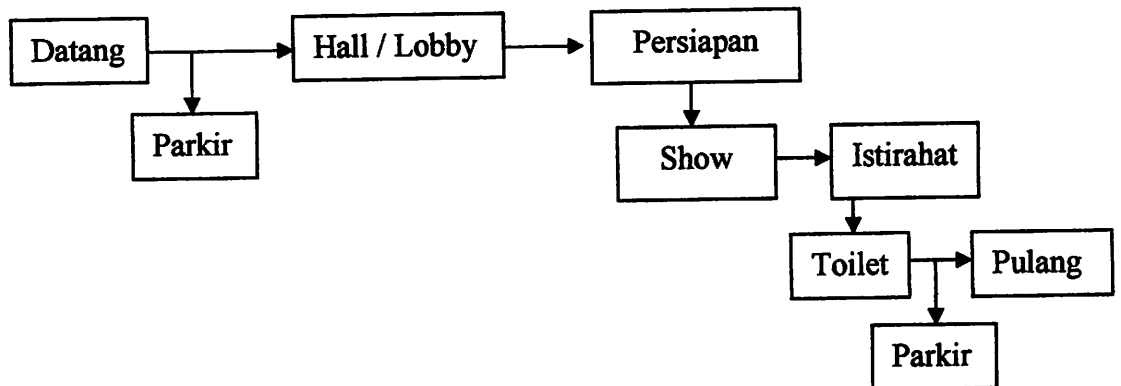 Datang
Hall / Lobby
Persiapan
Parkir
Show
Istirahat
Toilet
Pulang
Parkir